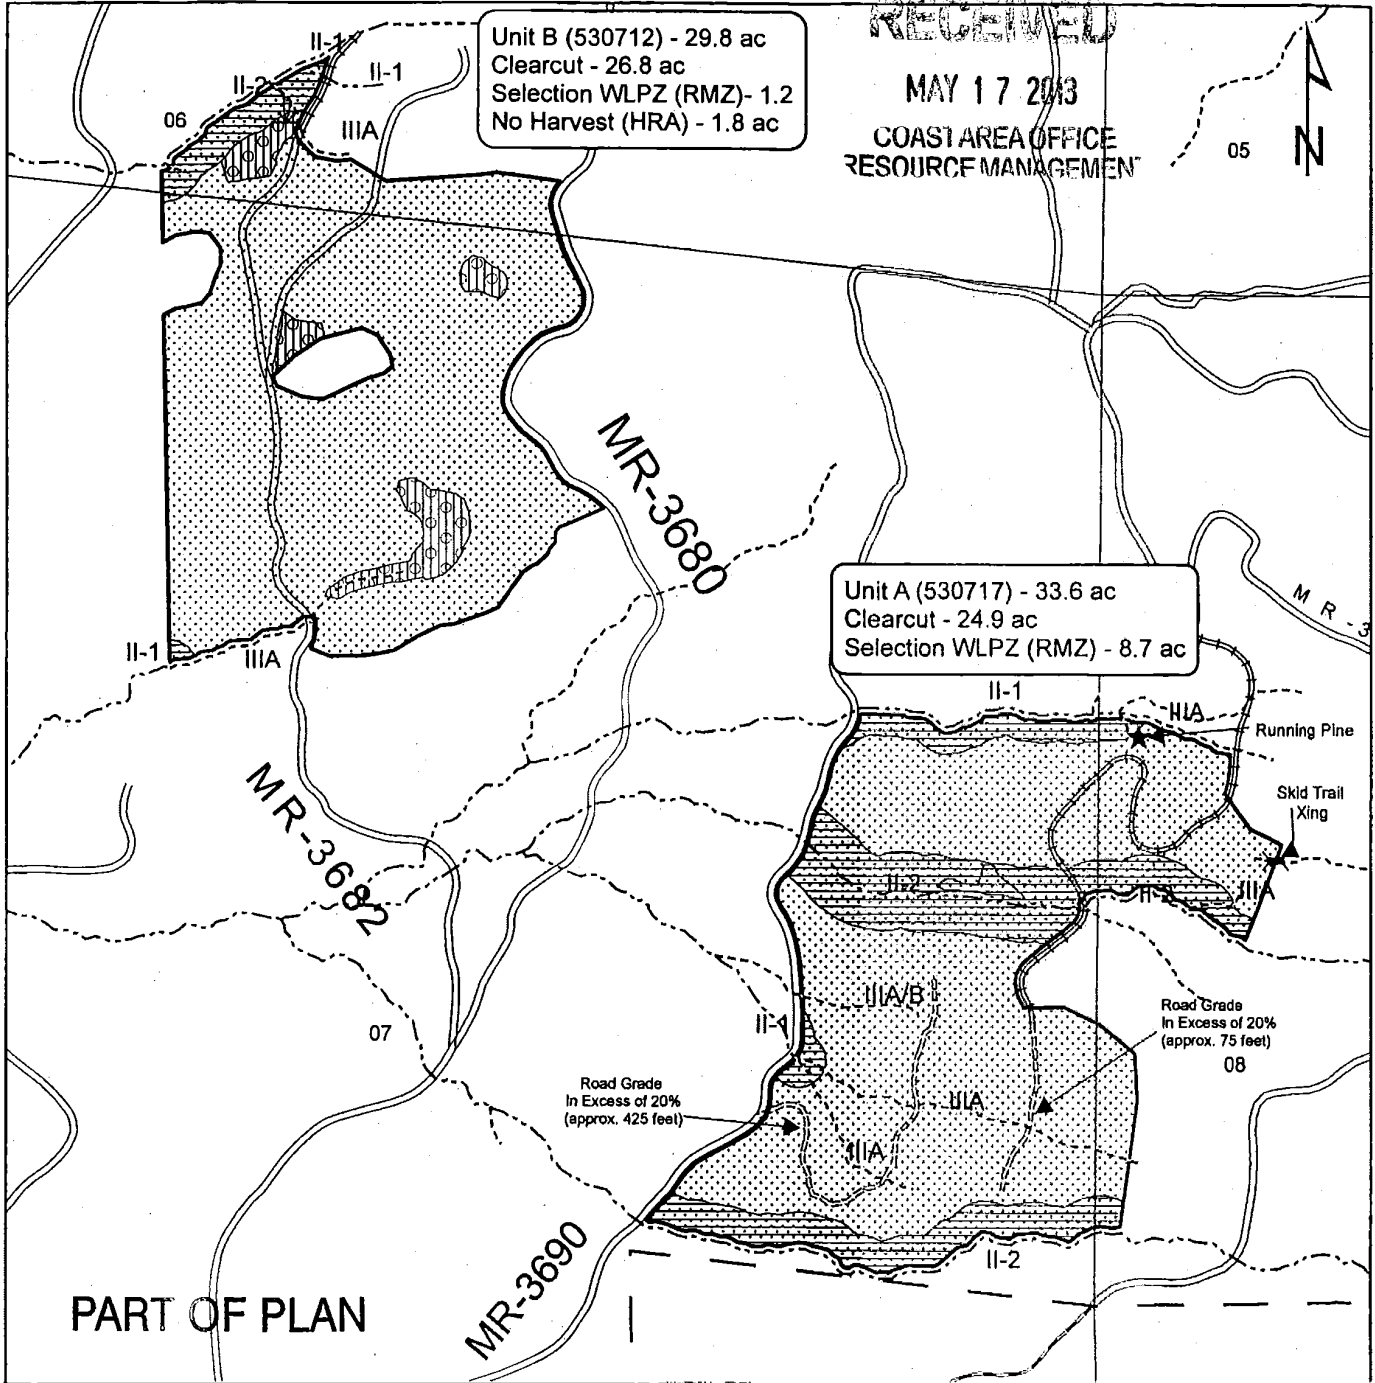 RECEIVED
MAY 17 2013
COAST AREA OFFICE
RESOURCE MANAGEMENT
Unit B (530712) - 29.8 ac
Clearcut - 26.8 ac
Selection WLPZ (RMZ)- 1.2
No Harvest (HRA) - 1.8 ac
II-1
II-2
II-1
06
IIIA
05
N
MR-3680
Unit A (530717) - 33.6 ac
Clearcut - 24.9 ac
Selection WLPZ (RMZ) - 8.7 ac
MR-3
II-1
IIIA
II-1
IIIA
Running Pine
Skid Trail
Xing
MR-3682
II-2
II-2
IIIA
IIIA/B
II-1
07
Road Grade
In Excess of 20%
(approx. 75 feet)
08
Road Grade
In Excess of 20%
(approx. 425 feet)
IIIA
IIIA
II-2
MR-3690
PART OF PLAN